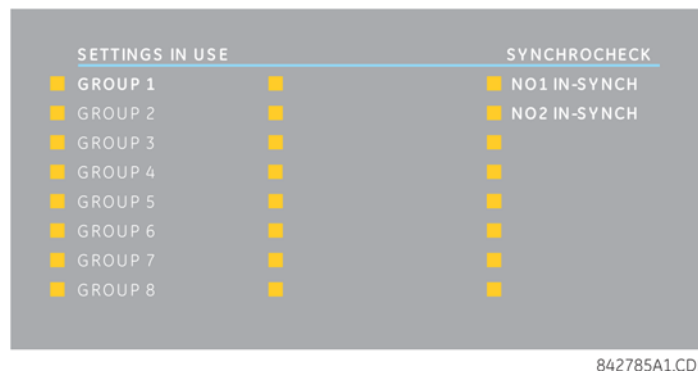 SETTINGS IN USE SYNCHROCHECK
GROUP 1 NO1 IN-SYNCH
GROUP 2 NO2 IN-SYNCH
GROUP 3
GROUP 4
GROUP 5
GROUP 6
GROUP 7
GROUP 8
842785A1.CD